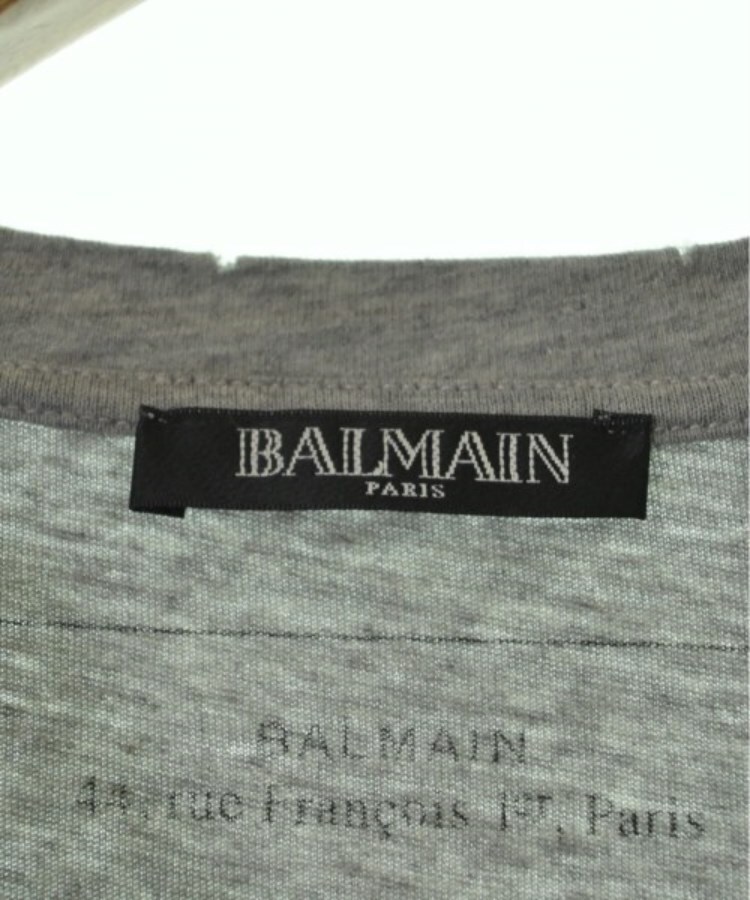 BALMAIN
PARIS
BALMAIN
44, rue François 1er, Paris